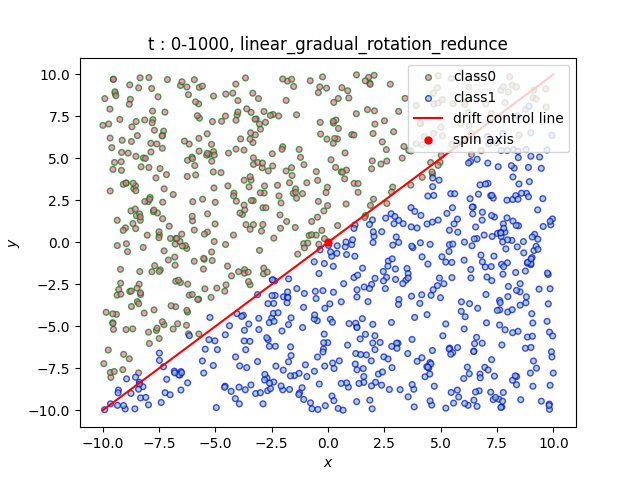 t : 0-1000, linear_gradual_rotation_redunce
class0
class1
drift control line
spin axis
10.0
7.5
5.0
2.5
0.0
−2.5
−5.0
−7.5
−10.0
y
−10.0 −7.5 −5.0 −2.5 0.0 2.5 5.0 7.5 10.0
x